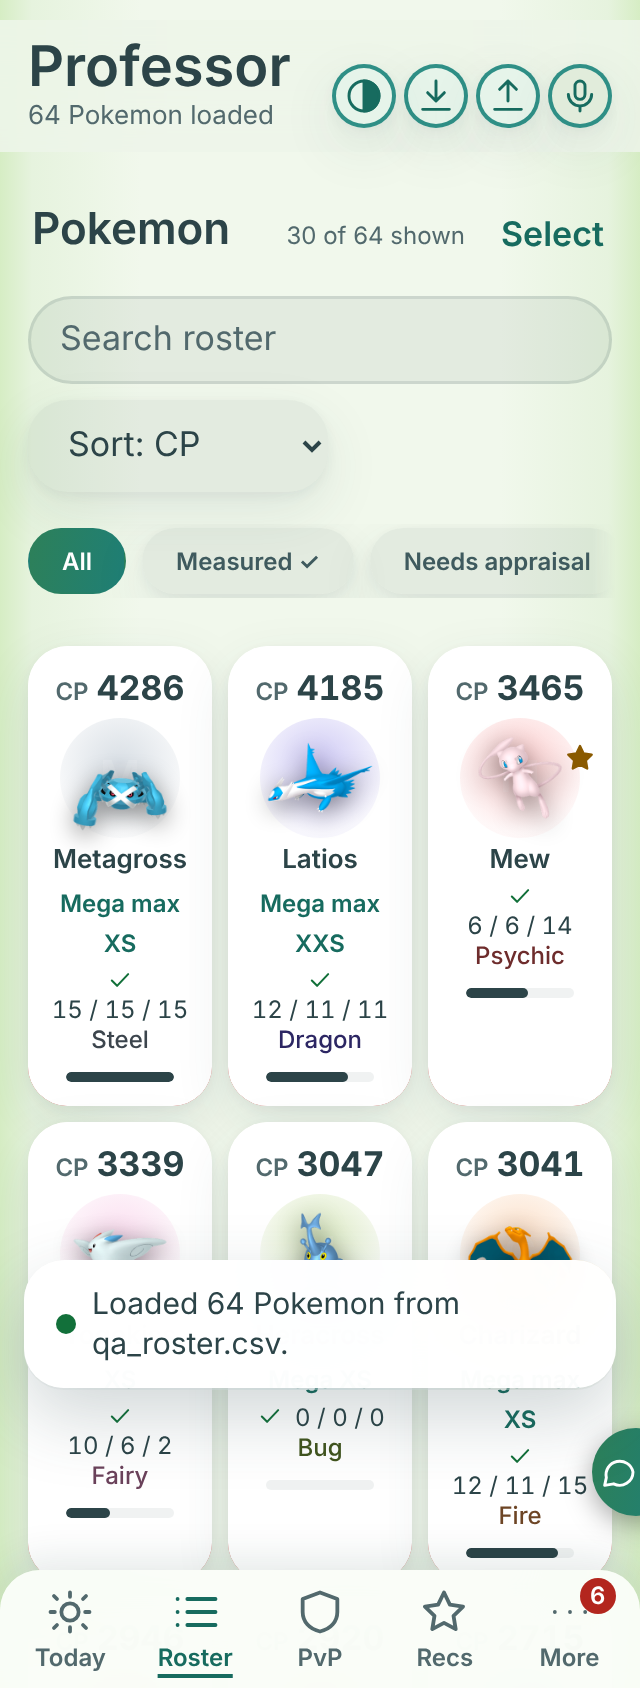 Professor
64 Pokemon loaded
Pokemon
30 of 64 shown
Select
Search roster
Sort: CP
All
Measured ✓
Needs appraisal
CP 4286
Metagross
Mega max
XS
✓
15 / 15 / 15
Steel
CP 4185
Latios
Mega max
XXS
✓
12 / 11 / 11
Dragon
CP 3465
Mew
✓
6 / 6 / 14
Psychic
CP 3339
✓
10 / 6 / 2
Fairy
CP 3047
✓ 0 / 0 / 0
Bug
CP 3041
XS
✓
12 / 11 / 15
Fire
Loaded 64 Pokemon from
qa_roster.csv.
Today
Roster
PvP
Recs
6
More